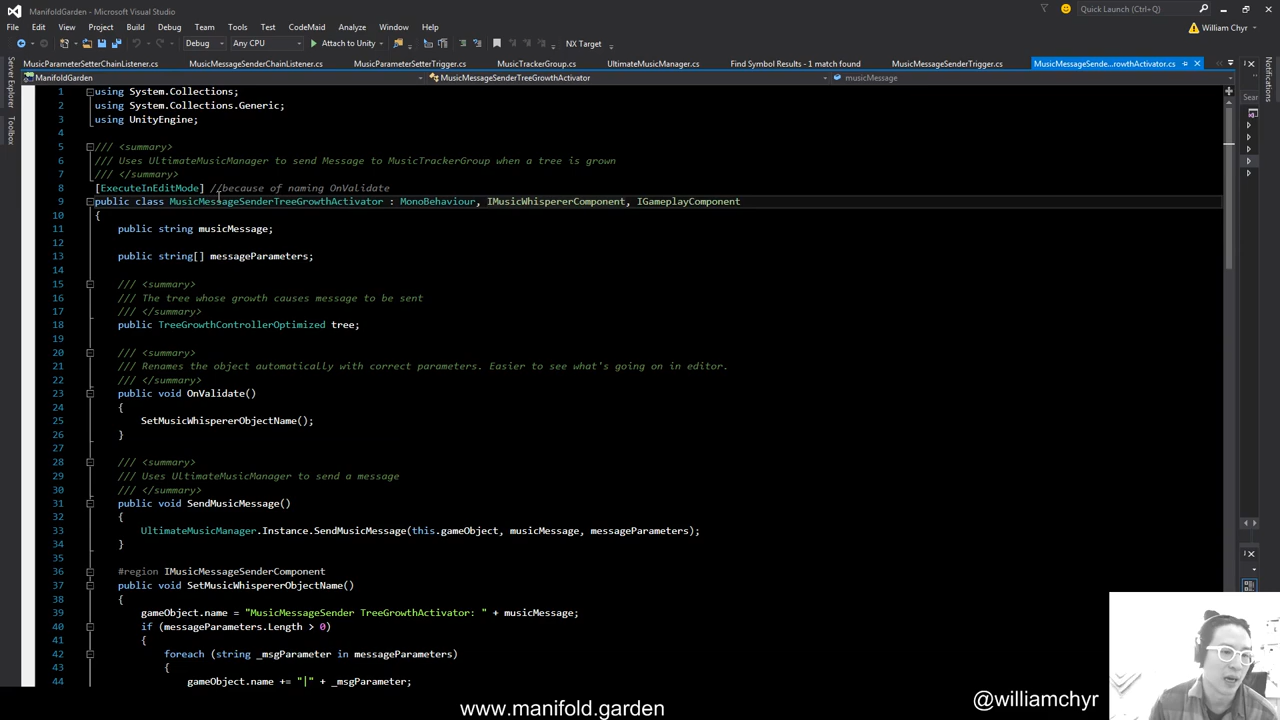 ManifoldGarden - Microsoft Visual Studio
Quick Launch (Ctrl+Q)
File Edit View Project Build Debug Team Tools Test CodeMaid Analyze Window Help
William Chyr
Debug Any CPU Attach to Unity NX Target
MusicParameterSetterChainListener.cs MusicMessageSenderChainListener.cs MusicParameterSetterTrigger.cs MusicTrackerGroup.cs UltimateMusicManager.cs Find Symbol Results - 1 match found MusicMessageSenderTrigger.cs MusicMessageSende...rowthActivator.cs
ManifoldGarden MusicMessageSenderTreeGrowthActivator musicMessage
Server Explorer
Toolbox
Notifications
Sear
1 using System.Collections;
2 using System.Collections.Generic;
3 using UnityEngine;
4
5 /// <summary>
6 /// Uses UltimateMusicManager to send Message to MusicTrackerGroup when a tree is grown
7 /// </summary>
8 [ExecuteInEditMode] //because of naming OnValidate
9 public class MusicMessageSenderTreeGrowthActivator : MonoBehaviour, IMusicWhispererComponent, IGameplayComponent
10 {
11 public string musicMessage;
12
13 public string[] messageParameters;
14
15 /// <summary>
16 /// The tree whose growth causes message to be sent
17 /// </summary>
18 public TreeGrowthControllerOptimized tree;
19
20 /// <summary>
21 /// Renames the object automatically with correct parameters. Easier to see what's going on in editor.
22 /// </summary>
23 public void OnValidate()
24 {
25 SetMusicWhispererObjectName();
26 }
27
28 /// <summary>
29 /// Uses UltimateMusicManager to send a message
30 /// </summary>
31 public void SendMusicMessage()
32 {
33 UltimateMusicManager.Instance.SendMusicMessage(this.gameObject, musicMessage, messageParameters);
34 }
35
36 #region IMusicMessageSenderComponent
37 public void SetMusicWhispererObjectName()
38 {
39 gameObject.name = "MusicMessageSender TreeGrowthActivator: " + musicMessage;
40 if (messageParameters.Length > 0)
41 {
42 foreach (string _msgParameter in messageParameters)
43 {
44 gameObject.name += "|" + _msgParameter;
www.manifold.garden
@williamchyr